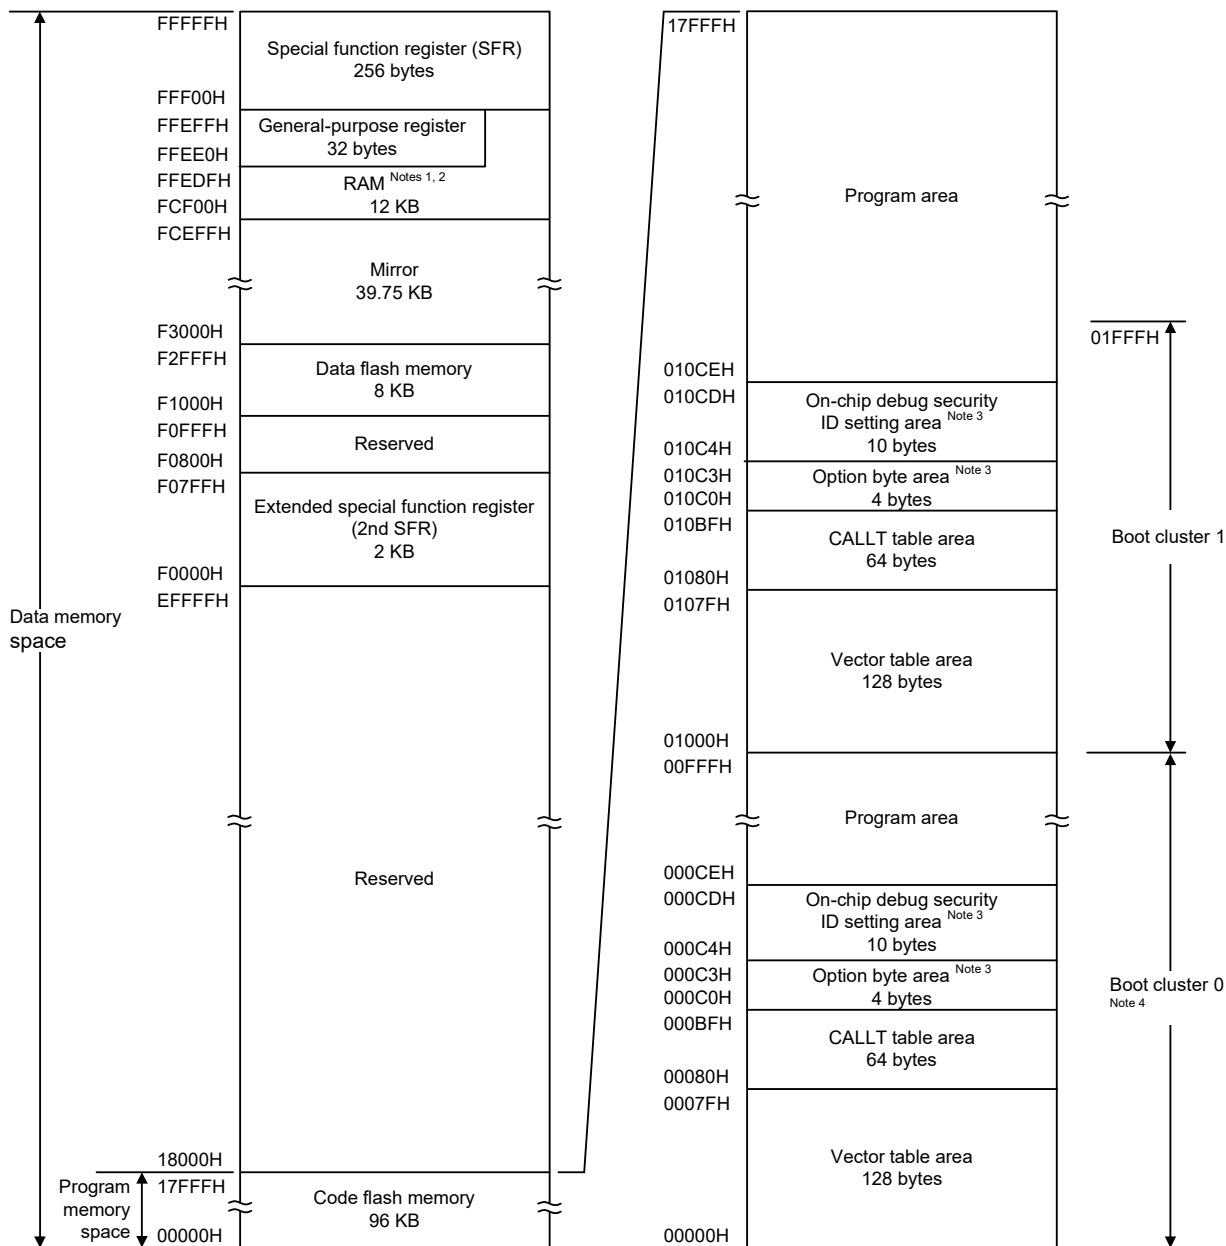 FFFFFH
Special function register (SFR)
256 bytes
FFF00H
FFEFFH
General-purpose register
32 bytes
FFEE0H
FFEDFH
RAM Notes 1, 2
12 KB
FCF00H
FCEFFH
Mirror
39.75 KB
F3000H
F2FFFH
Data flash memory
8 KB
F1000H
F0FFFH
Reserved
F0800H
F07FFH
Extended special function register
(2nd SFR)
2 KB
F0000H
EFFFFH
Data memory
space
Reserved
18000H
17FFFH
Program
memory
space
Code flash memory
96 KB
00000H
17FFFH
Program area
01FFFH
010CEH
010CDH
On-chip debug security
ID setting area Note 3
10 bytes
010C4H
010C3H
Option byte area Note 3
4 bytes
010C0H
010BFH
CALLT table area
64 bytes
Boot cluster 1
01080H
0107FH
Vector table area
128 bytes
01000H
00FFFH
Program area
000CEH
000CDH
On-chip debug security
ID setting area Note 3
10 bytes
000C4H
000C3H
Option byte area Note 3
4 bytes
000C0H
Boot cluster 0
Note 4
000BFH
CALLT table area
64 bytes
00080H
0007FH
Vector table area
128 bytes
00000H